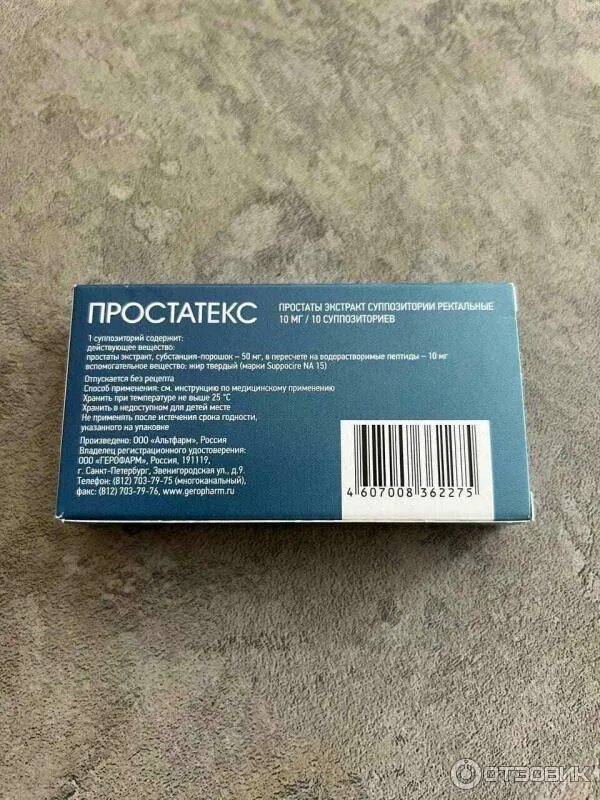 ПРОСТАТЕКС
ПРОСТАТЫ ЭКСТРАКТ СУППОЗИТОРИИ РЕКТАЛЬНЫЕ
10 МГ / 10 СУППОЗИТОРИЕВ
1 суппозиторий содержит:
действующее вещество:
простаты экстракт, субстанция-порошок – 50 мг, в пересчете на водорастворимые пептиды – 10 мг
вспомогательное вещество: жир твердый (марки Suppocire NA 15)
Отпускается без рецепта
Способ применения: см. инструкцию по медицинскому применению
Хранить при температуре не выше 25 °С
Хранить в недоступном для детей месте
Не применять после истечения срока годности,
указанного на упаковке
Произведено: ООО «Альтфарм», Россия
Владелец регистрационного удостоверения:
ООО «ГЕРОФАРМ», Россия, 191119,
г. Санкт-Петербург, Звенигородская ул., д.9.
Телефон: (812) 703-79-75 (многоканальный),
факс: (812) 703-79-76, www.geropharm.ru
4 607008 362275
ОТЗОВИК